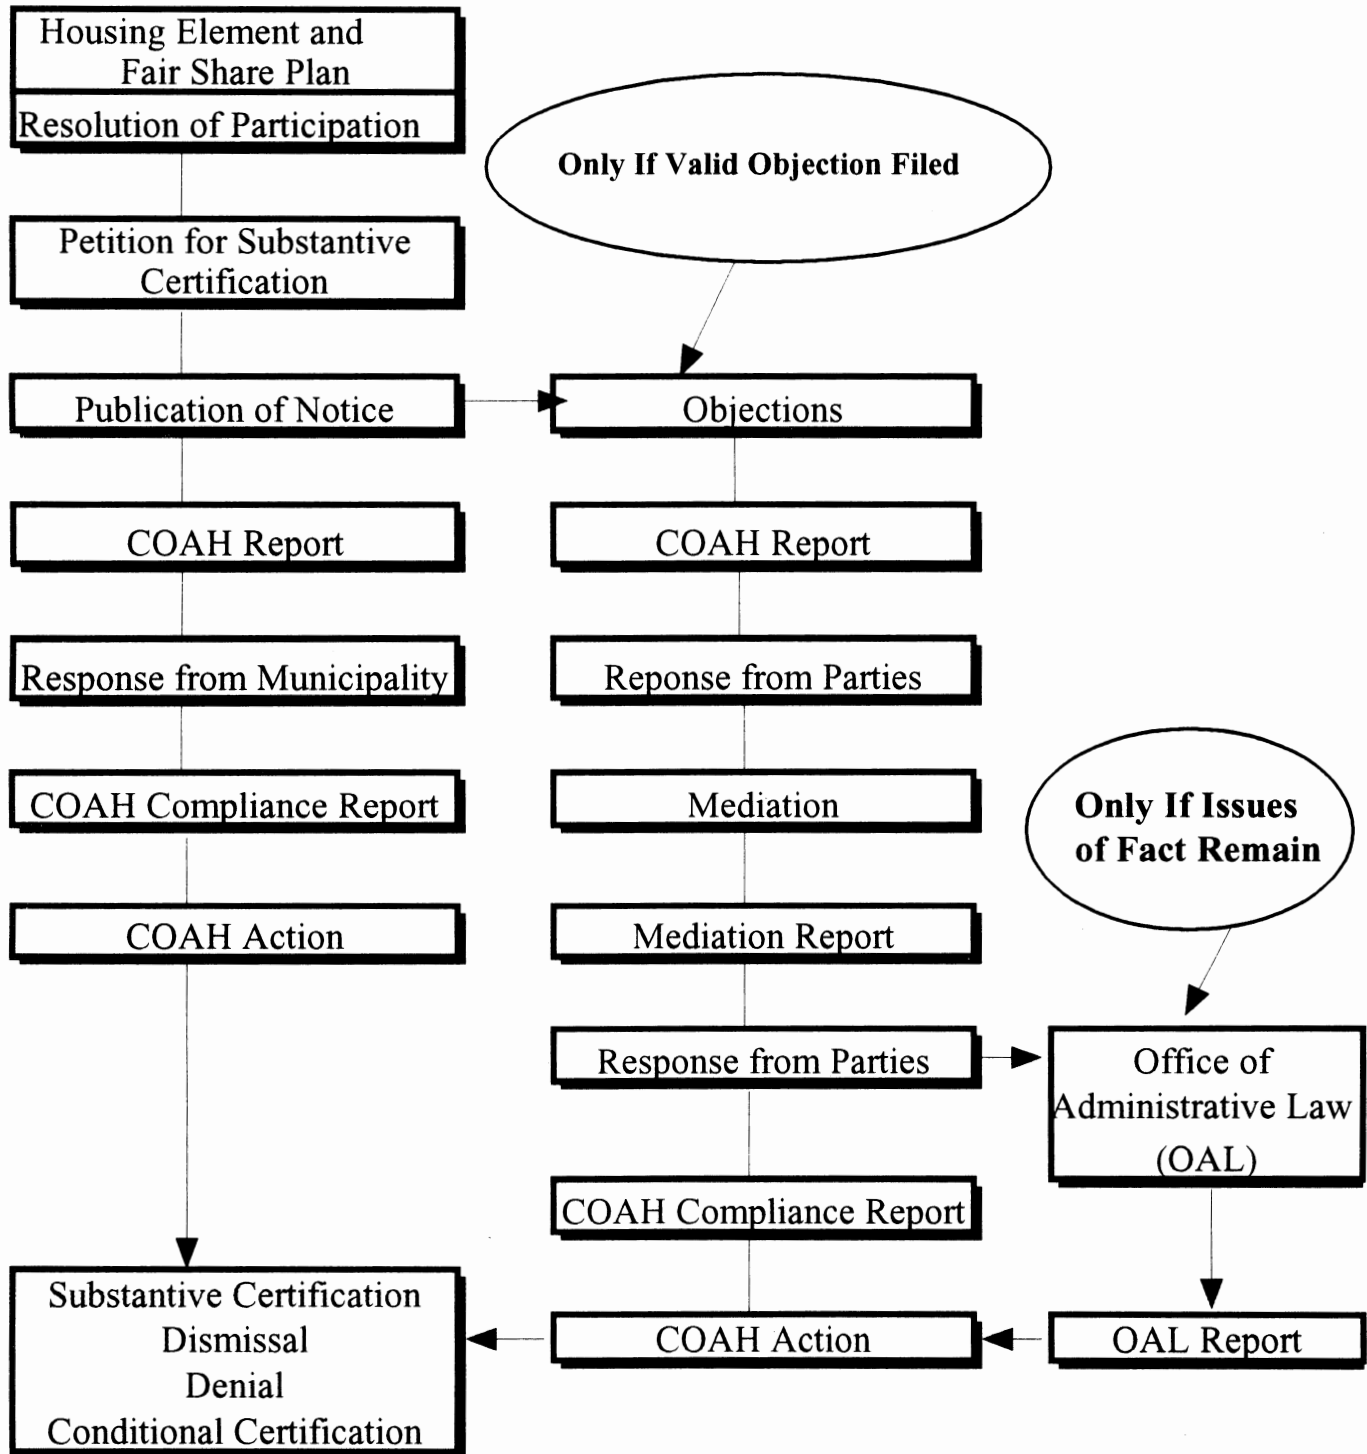 Housing Element and
Fair Share Plan
Resolution of Participation
Only If Valid Objection Filed
Petition for Substantive
Certification
Publication of Notice
Objections
COAH Report
COAH Report
Response from Municipality
Reponse from Parties
COAH Compliance Report
Mediation
Only If Issues
of Fact Remain
COAH Action
Mediation Report
Response from Parties
Office of
Administrative Law
(OAL)
COAH Compliance Report
Substantive Certification
Dismissal
Denial
Conditional Certification
COAH Action
OAL Report